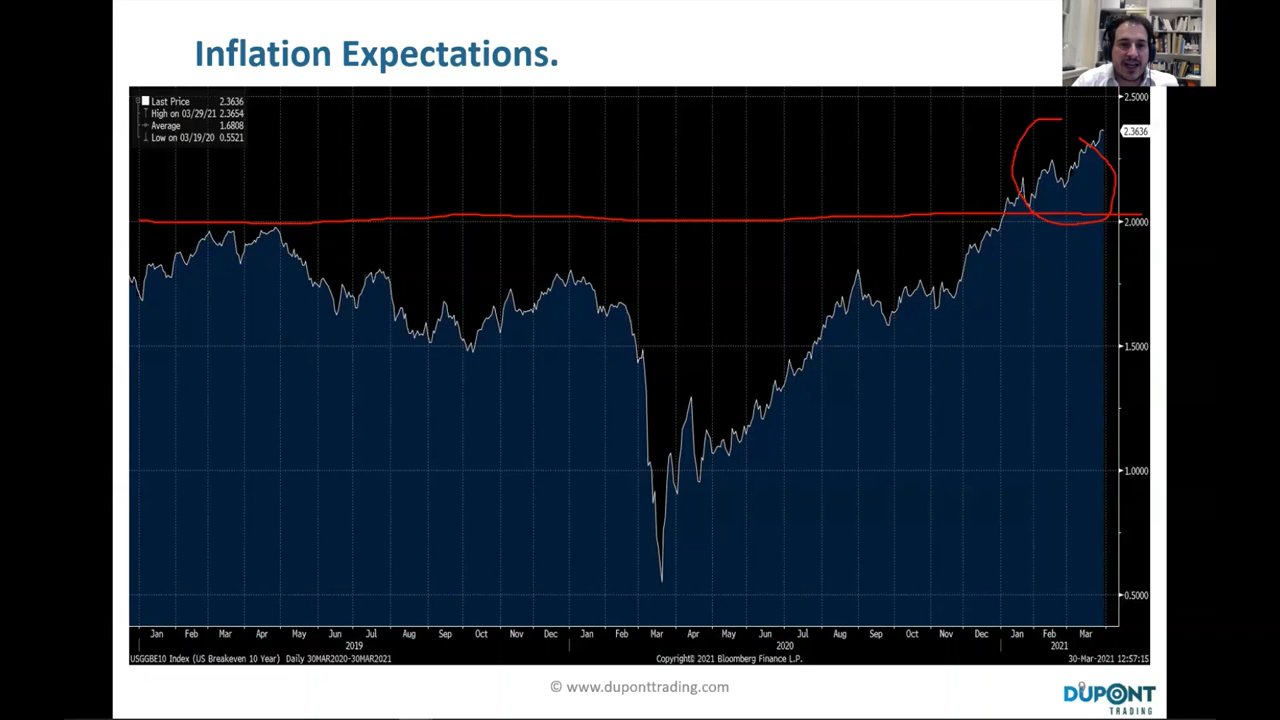 Inflation Expectations.
Last Price 2.3636
High on 03/29/21 2.3654
Average 1.6808
Low on 03/19/20 0.5521
2.5000
2.3636
2.0000
1.5000
1.0000
0.5000
Jan Feb Mar Apr May Jun Jul Aug Sep Oct Nov Dec Jan Feb Mar Apr May Jun Jul Aug Sep Oct Nov Dec Jan Feb Mar
2019 2020 2021
USGGBE10 Index (US Breakeven 10 Year) Daily 30MAR2020-30MAR2021 Copyright© 2021 Bloomberg Finance L.P. 30-Mar-2021 12:57:15
© www.duponttrading.com
DUPONT
TRADING